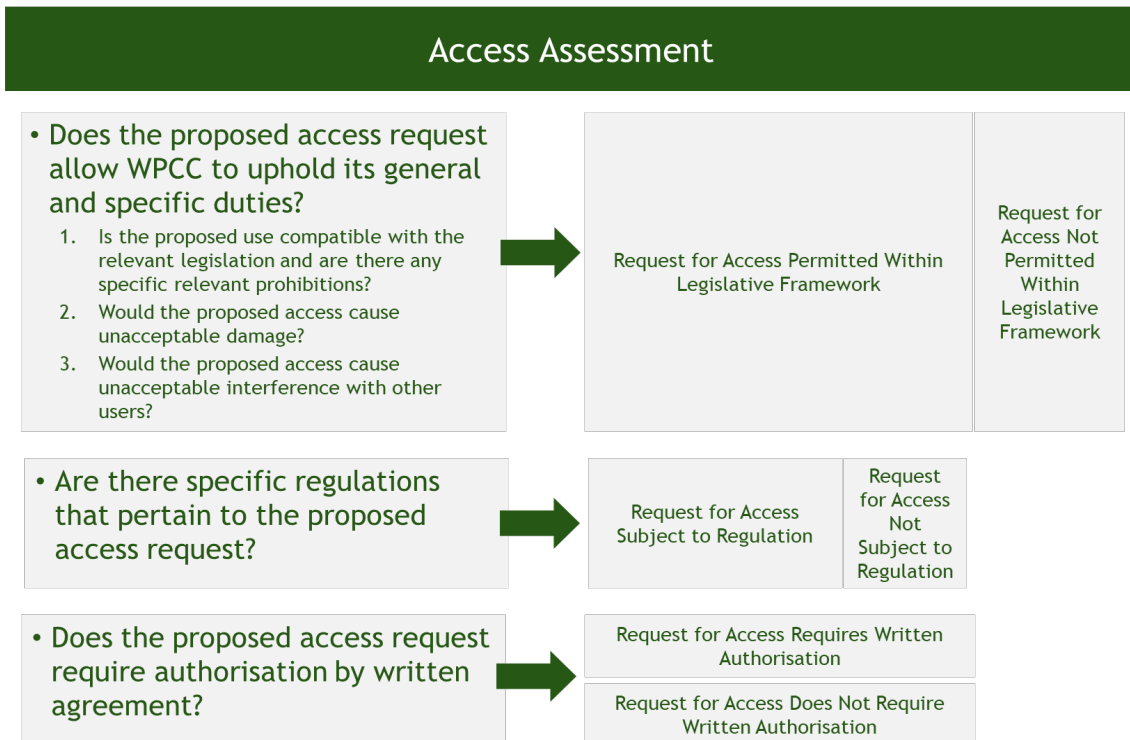 Access Assessment
• Does the proposed access request
allow WPCC to uphold its general
and specific duties?
1. Is the proposed use compatible with the
relevant legislation and are there any
specific relevant prohibitions?
2. Would the proposed access cause
unacceptable damage?
3. Would the proposed access cause
unacceptable interference with other
users?
Request for Access Permitted Within
Legislative Framework
Request for
Access Not
Permitted
Within
Legislative
Framework
• Are there specific regulations
that pertain to the proposed
access request?
Request for Access
Subject to Regulation
Request
for Access
Not
Subject to
Regulation
• Does the proposed access request
require authorisation by written
agreement?
Request for Access Requires Written
Authorisation
Request for Access Does Not Require
Written Authorisation